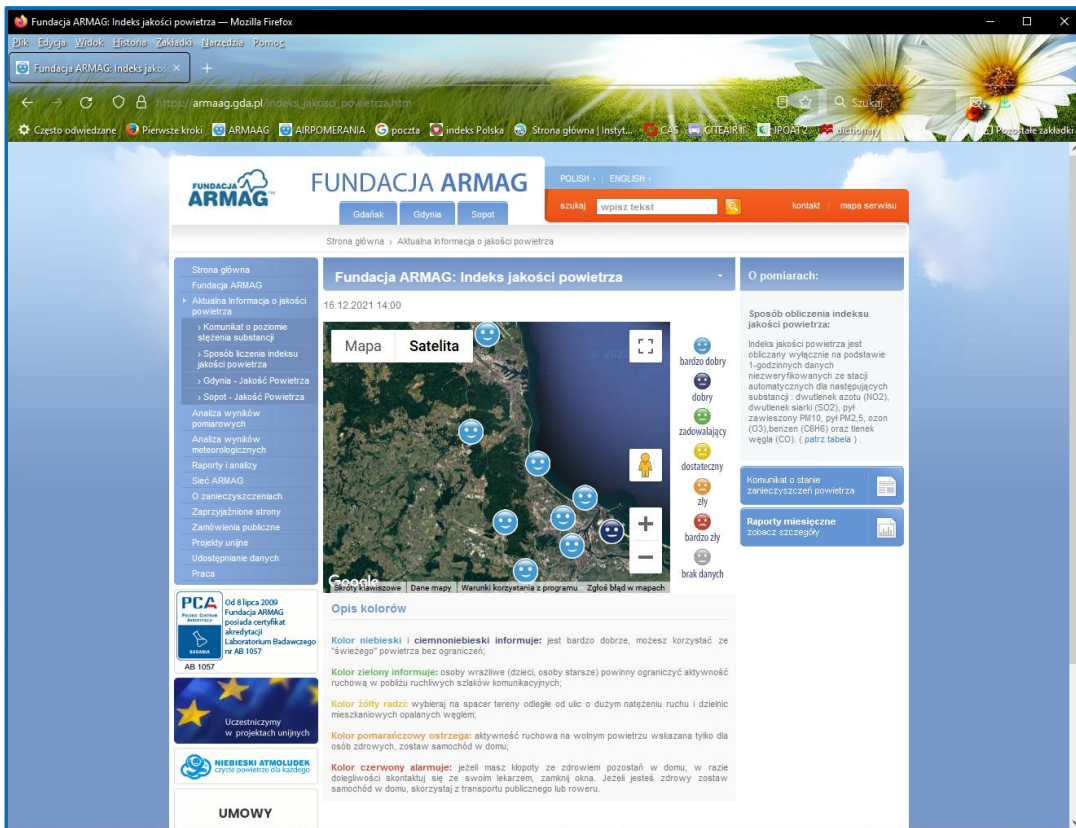 Fundacja ARMAG: Indeks jakości powietrza — Mozilla Firefox
Plik Edycja Widok Historia Zakładki Narzędzia Pomoc
Fundacja ARMAG: Indeks jakośc
https://armaag.gda.pl/indeks_jakosci_powietrza.htm
Szukaj
Często odwiedzane Pierwsze kroki ARMAAG AIRPOMERANIA poczta indeks Polska Strona główna | Instyt... CAS CITEAIR II JPOAT2 dictionary Pozostałe zakładki
FUNDACJA
ARMAG™
FUNDACJA ARMAG
Gdańsk Gdynia Sopot
POLISH ENGLISH
szukaj wpisz tekst kontakt | mapa serwisu
Strona główna › Aktualna Informacja o jakości powietrza
Strona główna
Fundacja ARMAG
Aktualna Informacja o jakości
powietrza
› Komunikat o poziomie
stężenia substancji
› Sposób liczenia indeksu
jakości powietrza
› Gdynia - Jakość Powietrza
› Sopot - Jakość Powietrza
Analiza wyników
pomiarowych
Analiza wyników
meteorologicznych
Raporty i analizy
Sieć ARMAG
O zanieczyszczeniach
Zaprzyjaźnione strony
Zamówienia publiczne
Projekty unijne
Udostępnianie danych
Praca
PCA
POLSKIE CENTRUM
AKREDYTACJI
BADANIA
AB 1057
Od 8 lipca 2009
Fundacja ARMAG
posiada certyfikat
akredytacji
Laboratorium Badawczego
nr AB 1057
Uczestniczymy
w projektach unijnych
NIEBIESKI ATMOLUDEK
czyste powietrze dla każdego
UMOWY
Fundacja ARMAG: Indeks jakości powietrza
16.12.2021 14:00
Mapa Satelita
© 2021
Google
Skróty klawiszowe Dane mapy Warunki korzystania z programu Zgłoś błąd w mapach
bardzo dobry
dobry
zadowalający
dostateczny
zły
bardzo zły
brak danych
Opis kolorów
Kolor niebieski i ciemnoniebieski informuje: jest bardzo dobrze, możesz korzystać ze
"świeżego" powietrza bez ograniczeń;
Kolor zielony informuje: osoby wrażliwe (dzieci, osoby starsze) powinny ograniczyć aktywność
ruchową w pobliżu ruchliwych szlaków komunikacyjnych;
Kolor żółty radzi: wybieraj na spacer tereny odległe od ulic o dużym natężeniu ruchu i dzielnic
mieszkaniowych opalanych węglem;
Kolor pomarańczowy ostrzega: aktywność ruchowa na wolnym powietrzu wskazana tylko dla
osób zdrowych, zostaw samochód w domu;
Kolor czerwony alarmuje: jeżeli masz kłopoty ze zdrowiem pozostań w domu, w razie
dolegliwości skontaktuj się ze swoim lekarzem, zamknij okna. Jeżeli jesteś zdrowy zostaw
samochód w domu, skorzystaj z transportu publicznego lub roweru.
O pomiarach:
Sposób obliczenia indeksu
jakości powietrza:
Indeks jakości powietrza jest
obliczany wyłącznie na podstawie
1-godzinnych danych
niezweryfikowanych ze stacji
automatycznych dla następujących
substancji : dwutlenek azotu (NO2),
dwutlenek siarki (SO2), pył
zawieszony PM10, pył PM2,5, ozon
(O3),benzen (C6H6) oraz tlenek
węgla (CO). ( patrz tabela ) .
Komunikat o stanie
zanieczyszczeń powietrza
Raporty miesięczne
zobacz szczegóły